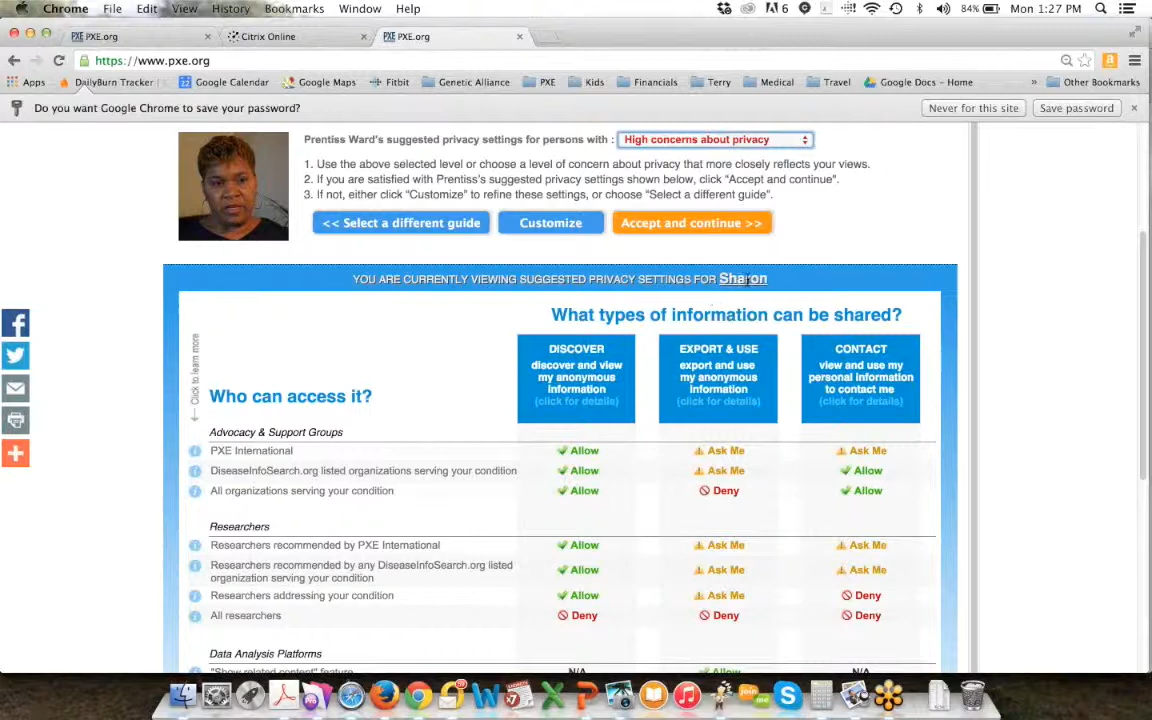 Chrome File Edit View History Bookmarks Window Help 6 84% Mon 1:27 PM
PXE PXE.org × Citrix Online × PXE PXE.org ×
https://www.pxe.org
Apps DailyBurn Tracker Google Calendar Google Maps Fitbit Genetic Alliance PXE Kids Financials Terry Medical Travel Google Docs - Home » Other Bookmarks
Do you want Google Chrome to save your password? Never for this site Save password ×
Prentiss Ward's suggested privacy settings for persons with : High concerns about privacy
1. Use the above selected level or choose a level of concern about privacy that more closely reflects your views.
2. If you are satisfied with Prentiss's suggested privacy settings shown below, click "Accept and continue".
3. If not, either click "Customize" to refine these settings, or choose "Select a different guide".
<< Select a different guide Customize Accept and continue >>
YOU ARE CURRENTLY VIEWING SUGGESTED PRIVACY SETTINGS FOR Sharon
What types of information can be shared?
Click to learn more
Who can access it?
DISCOVER
discover and view
my anonymous
information
(click for details)
EXPORT & USE
export and use
my anonymous
information
(click for details)
CONTACT
view and use my
personal information
to contact me
(click for details)
Advocacy & Support Groups
PXE International Allow Ask Me Ask Me
DiseaseInfoSearch.org listed organizations serving your condition Allow Ask Me Allow
All organizations serving your condition Allow Deny Allow
Researchers
Researchers recommended by PXE International Allow Ask Me Ask Me
Researchers recommended by any DiseaseInfoSearch.org listed
organization serving your condition Allow Ask Me Ask Me
Researchers addressing your condition Allow Ask Me Deny
All researchers Deny Deny Deny
Data Analysis Platforms
"Show related content" feature N/A Allow N/A